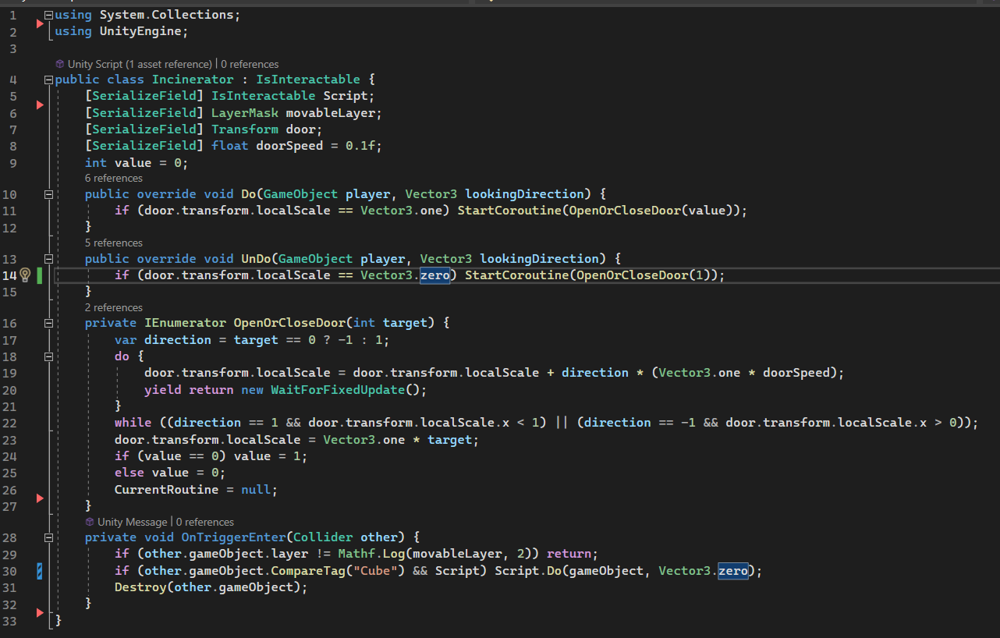 1 using System.Collections;
2 using UnityEngine;
3
Unity Script (1 asset reference) | 0 references
4 public class Incinerator : IsInteractable {
5 [SerializeField] IsInteractable Script;
6 [SerializeField] LayerMask movableLayer;
7 [SerializeField] Transform door;
8 [SerializeField] float doorSpeed = 0.1f;
9 int value = 0;
6 references
10 public override void Do(GameObject player, Vector3 lookingDirection) {
11 if (door.transform.localScale == Vector3.one) StartCoroutine(OpenOrCloseDoor(value));
12 }
5 references
13 public override void UnDo(GameObject player, Vector3 lookingDirection) {
14 if (door.transform.localScale == Vector3.zero) StartCoroutine(OpenOrCloseDoor(1));
15 }
2 references
16 private IEnumerator OpenOrCloseDoor(int target) {
17 var direction = target == 0 ? -1 : 1;
18 do {
19 door.transform.localScale = door.transform.localScale + direction * (Vector3.one * doorSpeed);
20 yield return new WaitForFixedUpdate();
21 }
22 while ((direction == 1 && door.transform.localScale.x < 1) || (direction == -1 && door.transform.localScale.x > 0));
23 door.transform.localScale = Vector3.one * target;
24 if (value == 0) value = 1;
25 else value = 0;
26 CurrentRoutine = null;
27 }
Unity Message | 0 references
28 private void OnTriggerEnter(Collider other) {
29 if (other.gameObject.layer != Mathf.Log(movableLayer, 2)) return;
30 if (other.gameObject.CompareTag("Cube") && Script) Script.Do(gameObject, Vector3.zero);
31 Destroy(other.gameObject);
32 }
33 }